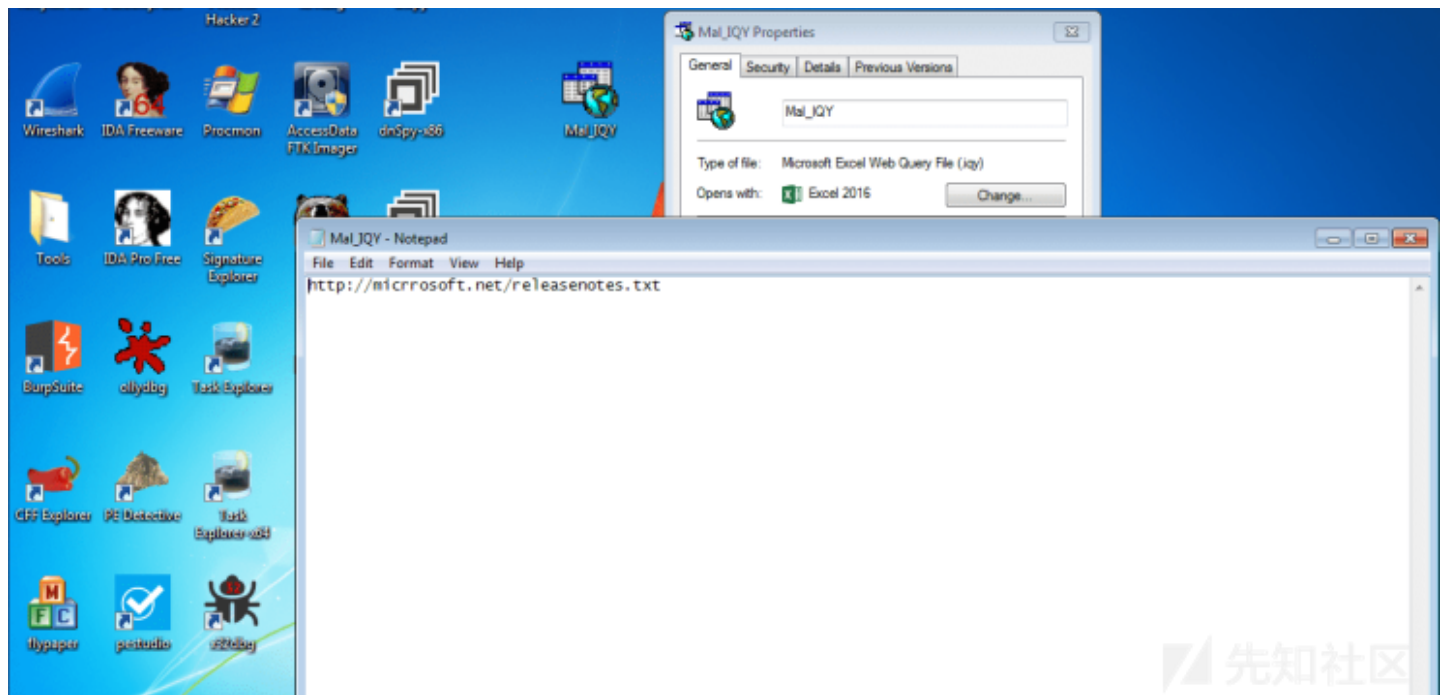 Hacker 2
Wireshark
IDA Freeware
64
Procmon
AccessData
FTK Imager
dnSpy-x86
Mal_IQY
Mal_IQY Properties
General
Security
Details
Previous Versions
Mal_IQY
Type of file: Microsoft Excel Web Query File (.iqy)
Opens with: Excel 2016
Change...
Tools
IDA Pro Free
Signature
Explorer
Mal_IQY - Notepad
File Edit Format View Help
http://micrrosoft.net/releasenotes.txt
BurpSuite
ollydbg
Task Explorer
CFF Explorer
PE Detective
Task
Explorer-x64
M
F C
flypaper
pestudio
x32dbg
先知社区